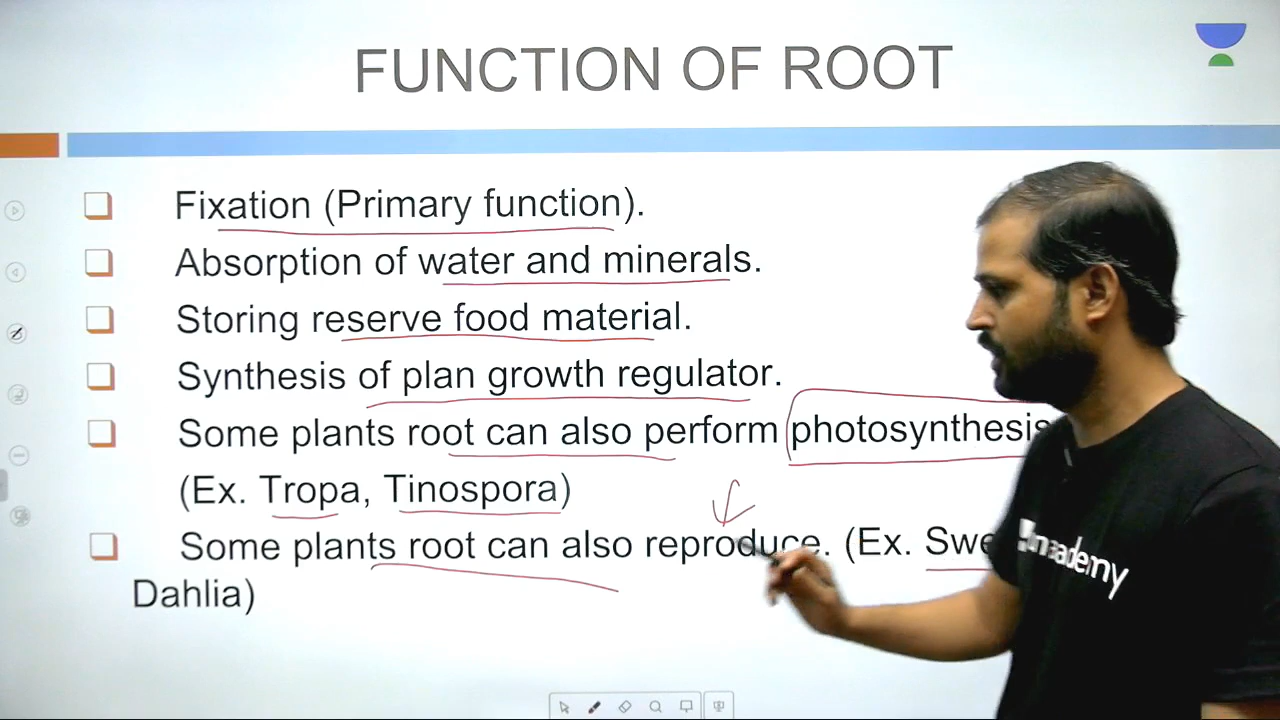 FUNCTION OF ROOT
Fixation (Primary function).
Absorption of water and minerals.
Storing reserve food material.
Synthesis of plan growth regulator.
Some plants root can also perform photosynthesis
(Ex. Tropa, Tinospora)
Some plants root can also reproduce. (Ex.
Dahlia)
unacademy